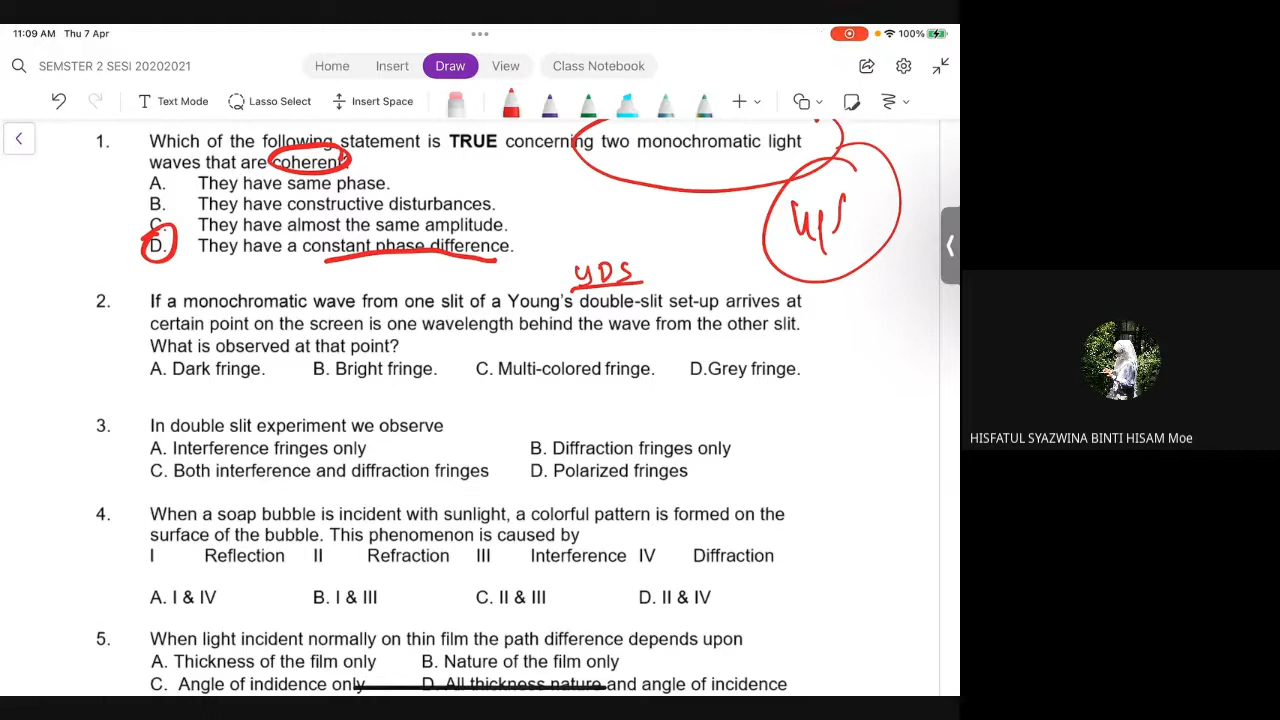 11:09 AM Thu 7 Apr
100%
SEMSTER 2 SESI 20202021
Home Insert Draw View Class Notebook
Text Mode Lasso Select Insert Space
1. Which of the following statement is TRUE concerning two monochromatic light
waves that are coherent?
A. They have same phase.
B. They have constructive disturbances.
C. They have almost the same amplitude.
D. They have a constant phase difference.
YDS
2. If a monochromatic wave from one slit of a Young's double-slit set-up arrives at
certain point on the screen is one wavelength behind the wave from the other slit.
What is observed at that point?
A. Dark fringe. B. Bright fringe. C. Multi-colored fringe. D.Grey fringe.
3. In double slit experiment we observe
A. Interference fringes only B. Diffraction fringes only
C. Both interference and diffraction fringes D. Polarized fringes
4. When a soap bubble is incident with sunlight, a colorful pattern is formed on the
surface of the bubble. This phenomenon is caused by
I Reflection II Refraction III Interference IV Diffraction
A. I & IV B. I & III C. II & III D. II & IV
5. When light incident normally on thin film the path difference depends upon
A. Thickness of the film only B. Nature of the film only
C. Angle of indidence only D. All thickness nature and angle of incidence
HISFATUL SYAZWINA BINTI HISAM Moe